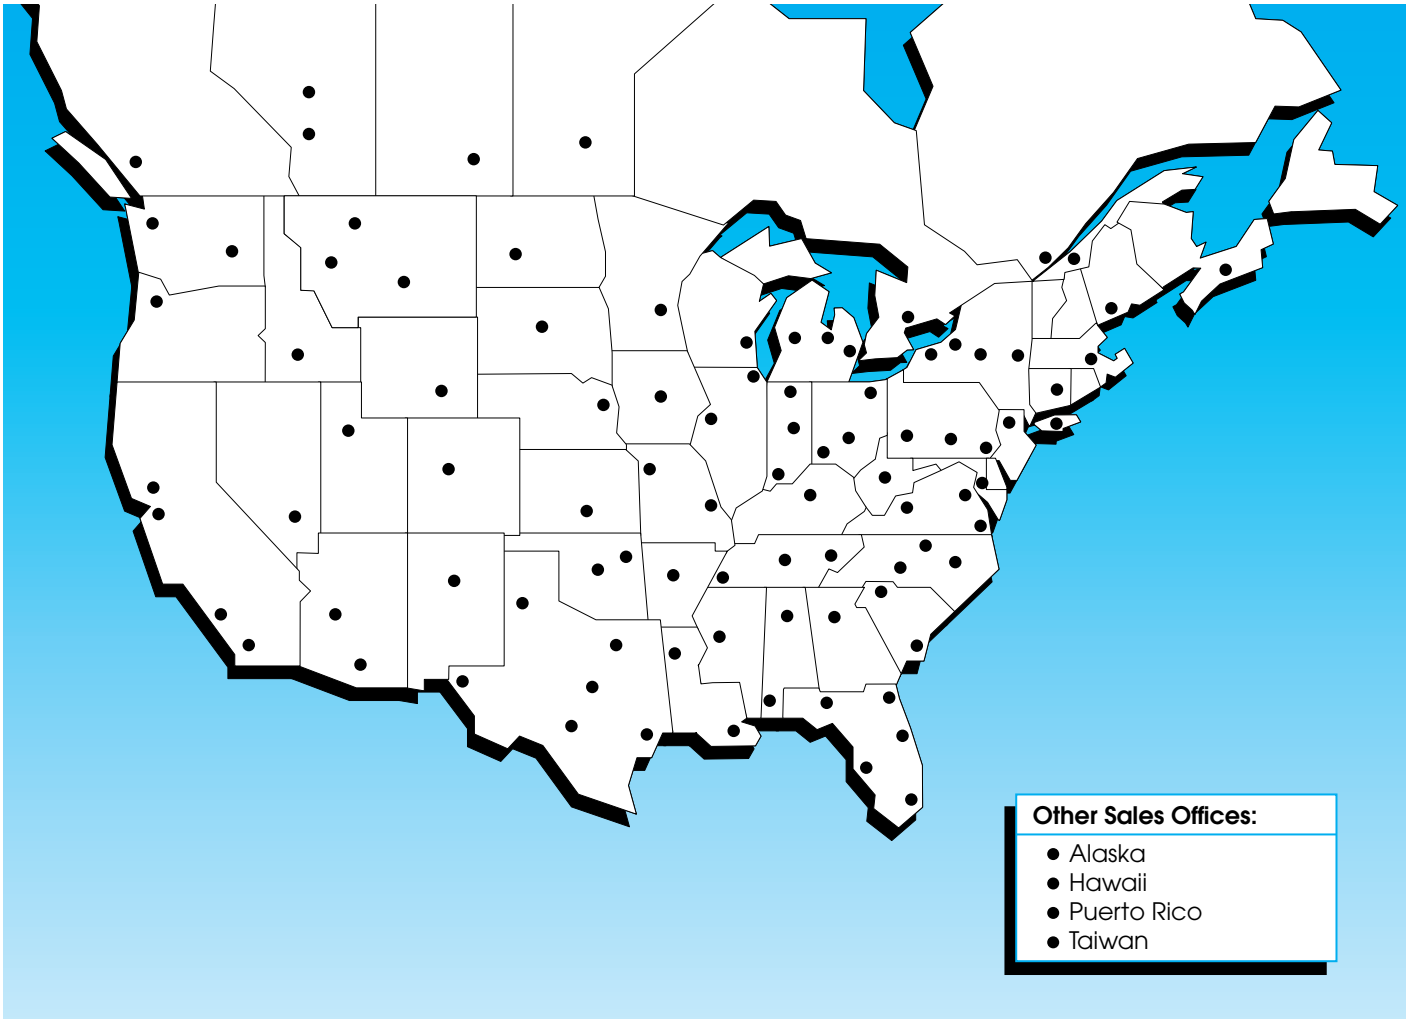 Other Sales Offices:
● Alaska
● Hawaii
● Puerto Rico
● Taiwan